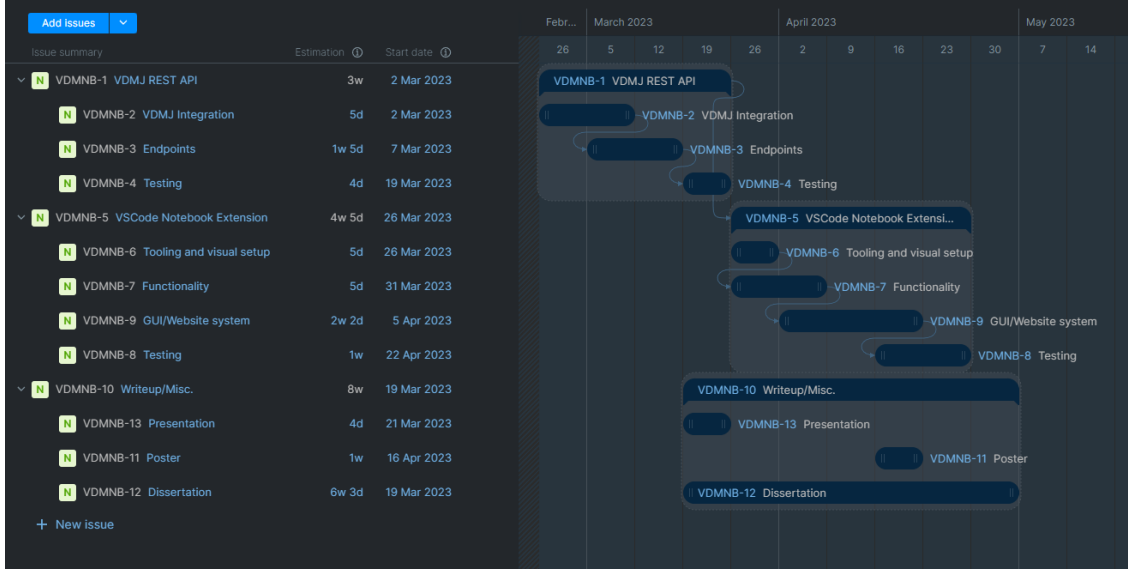 Add issues
Febr... March 2023 April 2023 May 2023
Issue summary Estimation Start date 26 5 12 19 26 2 9 16 23 30 7 14
N VDMNB-1 VDMJ REST API 3w 2 Mar 2023 VDMNB-1 VDMJ REST API
N VDMNB-2 VDMJ Integration 5d 2 Mar 2023 VDMNB-2 VDMJ Integration
N VDMNB-3 Endpoints 1w 5d 7 Mar 2023 VDMNB-3 Endpoints
N VDMNB-4 Testing 4d 19 Mar 2023 VDMNB-4 Testing
N VDMNB-5 VSCode Notebook Extension 4w 5d 26 Mar 2023 VDMNB-5 VSCode Notebook Extensi...
N VDMNB-6 Tooling and visual setup 5d 26 Mar 2023 VDMNB-6 Tooling and visual setup
N VDMNB-7 Functionality 5d 31 Mar 2023 VDMNB-7 Functionality
N VDMNB-9 GUI/Website system 2w 2d 5 Apr 2023 VDMNB-9 GUI/Website system
N VDMNB-8 Testing 1w 22 Apr 2023 VDMNB-8 Testing
N VDMNB-10 Writeup/Misc. 8w 19 Mar 2023 VDMNB-10 Writeup/Misc.
N VDMNB-13 Presentation 4d 21 Mar 2023 VDMNB-13 Presentation
N VDMNB-11 Poster 1w 16 Apr 2023 VDMNB-11 Poster
N VDMNB-12 Dissertation 6w 3d 19 Mar 2023 VDMNB-12 Dissertation
+ New issue